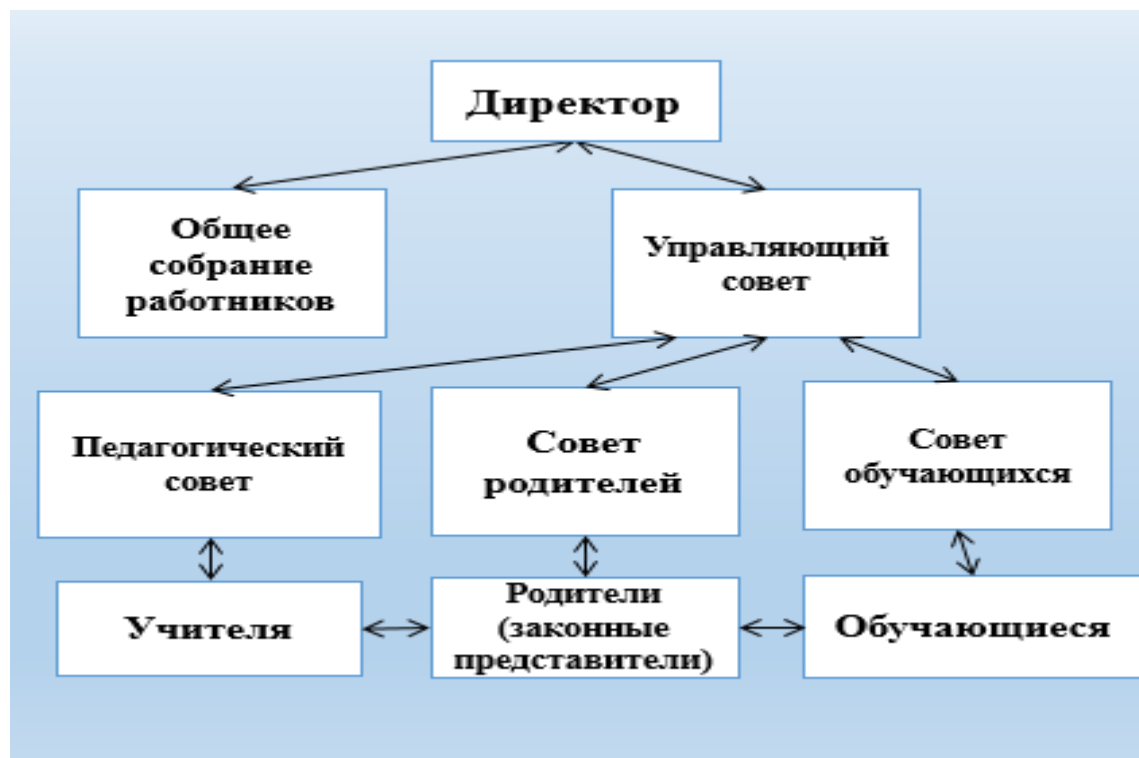 Директор
Общее
собрание
работников
Управляющий
совет
Педагогический
совет
Совет
родителей
Совет
обучающихся
Учителя
Родители
(законные
представители)
Обучающиеся